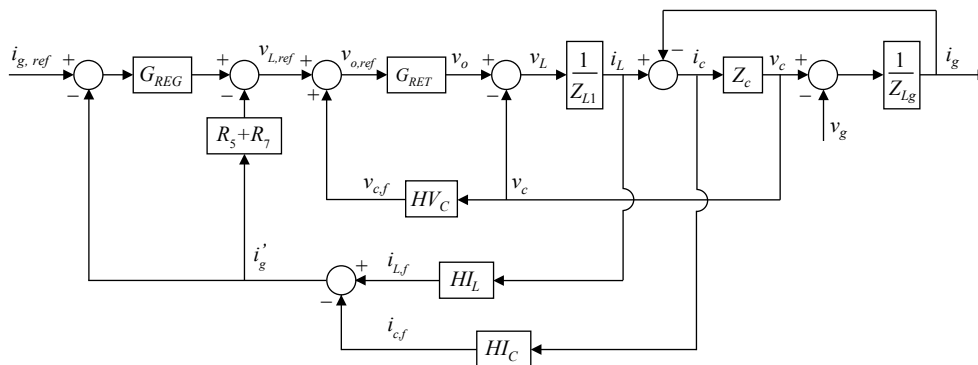 i_g, ref + − G_REG + − v_L,ref + + v_o,ref G_RET v_o + − v_L 1/Z_L1 i_L + − i_c Z_c v_c + − 1/Z_Lg i_g
R_5+R_7
v_g
v_c,f HV_C v_c
i_g' + − i_L,f HI_L
i_c,f HI_C